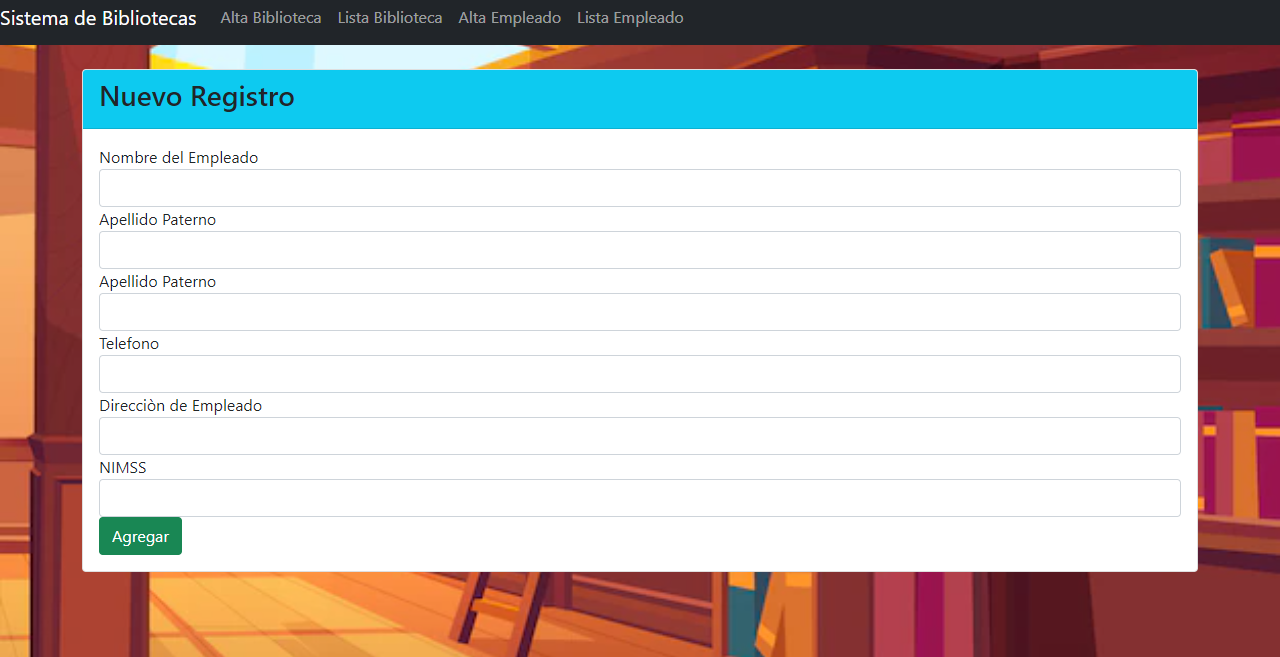 Sistema de Bibliotecas Alta Biblioteca Lista Biblioteca Alta Empleado Lista Empleado
Nuevo Registro
Nombre del Empleado
Apellido Paterno
Apellido Paterno
Telefono
Direcciòn de Empleado
NIMSS
Agregar